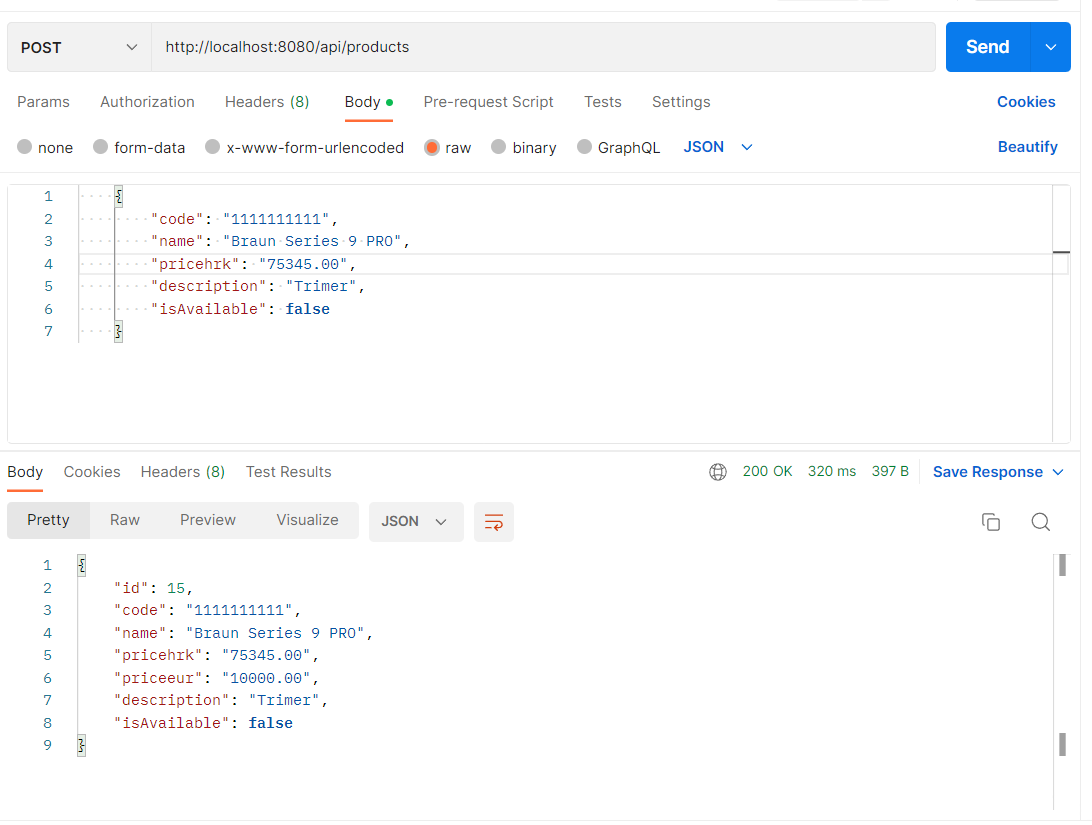 POST http://localhost:8080/api/products Send
Params Authorization Headers (8) Body Pre-request Script Tests Settings Cookies
none form-data x-www-form-urlencoded raw binary GraphQL JSON Beautify
1 {
2 "code": "1111111111",
3 "name": "Braun Series 9 PRO",
4 "pricehrk": "75345.00",
5 "description": "Trimer",
6 "isAvailable": false
7 }
Body Cookies Headers (8) Test Results 200 OK 320 ms 397 B Save Response
Pretty Raw Preview Visualize JSON
1 {
2 "id": 15,
3 "code": "1111111111",
4 "name": "Braun Series 9 PRO",
5 "pricehrk": "75345.00",
6 "priceeur": "10000.00",
7 "description": "Trimer",
8 "isAvailable": false
9 }